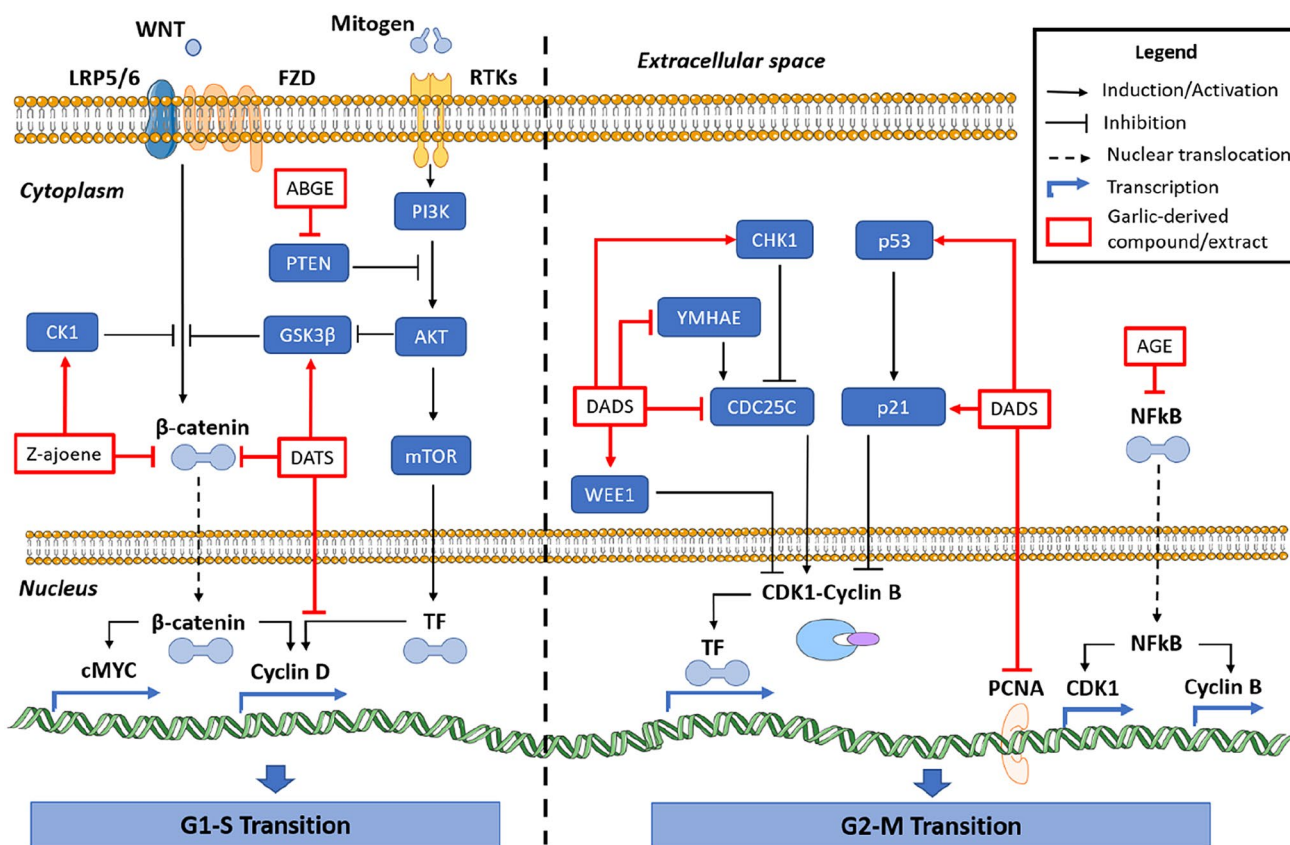 WNT
Mitogen
LRP5/6
FZD
RTKs
Extracellular space
Legend
Induction/Activation
Inhibition
Nuclear translocation
Transcription
Garlic-derived
compound/extract
Cytoplasm
ABGE
PI3K
PTEN
CK1
GSK3β
AKT
Z-ajoene
β-catenin
DATS
mTOR
CHK1
p53
YMHAE
AGE
DADS
CDC25C
p21
DADS
NFkB
WEE1
Nucleus
β-catenin
TF
cMYC
Cyclin D
CDK1-Cyclin B
TF
NFkB
PCNA
CDK1
Cyclin B
G1-S Transition
G2-M Transition